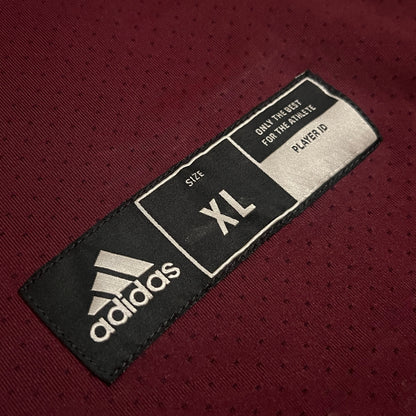 adidas
SIZE
XL
ONLY THE BEST
FOR THE ATHLETE
PLAYER ID